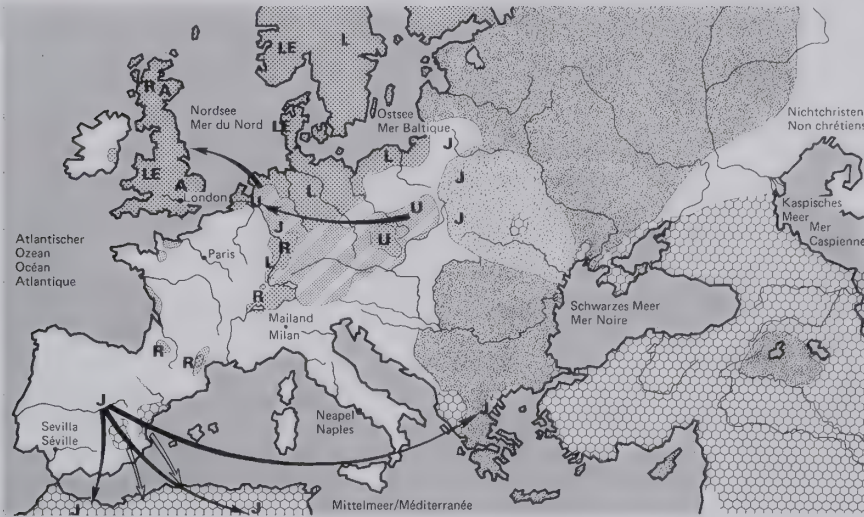 LE
L
R
A
Nordsee
Mer du Nord
LE
Ostsee
Mer Baltique
Nichtchristen
Non chrétiens
J
L
LE
A
London
L
J
J
U
J
Kaspisches
Meer
Mer
Caspienne
J
R
U
Atlantischer
Ozean
Océan
Atlantique
Paris
L
R
Schwarzes Meer
Mer Noire
Mailand
Milan
R
R
J
Sevilla
Séville
Neapel
Naples
J
J
J
Mittelmeer/Méditerranée